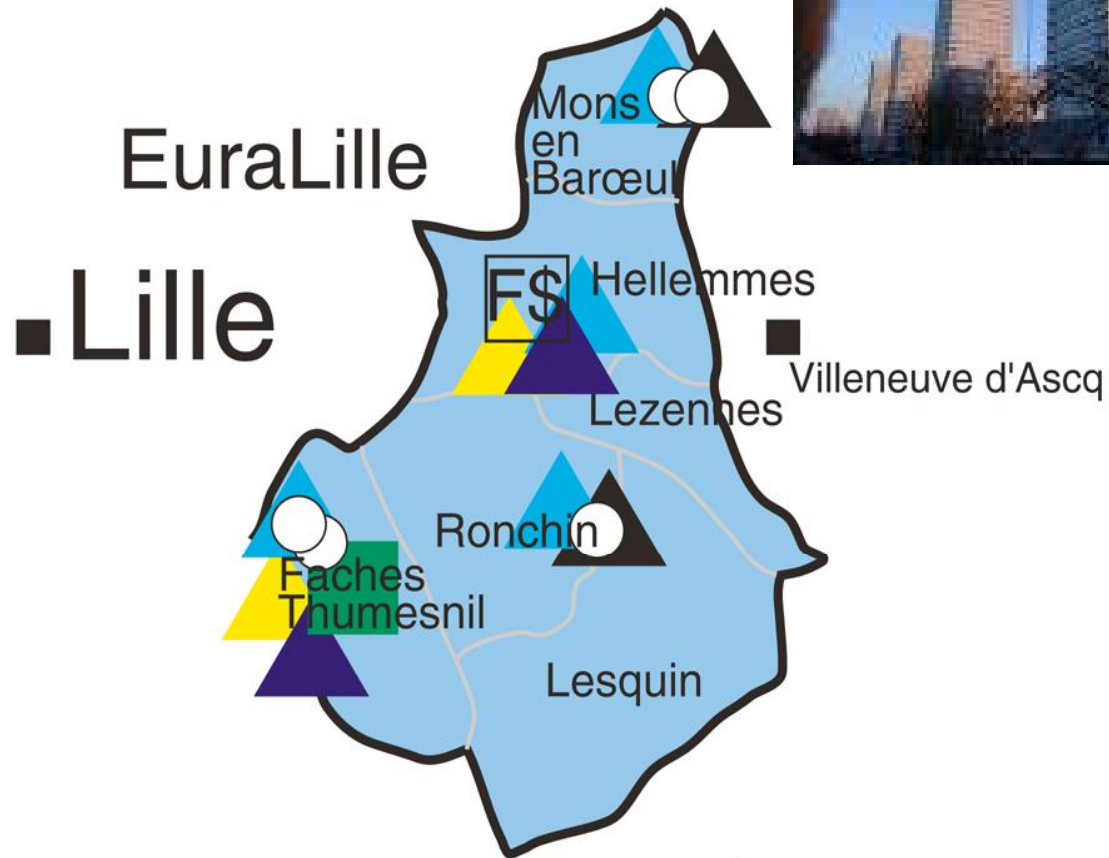 Mons
en
Barœul
EuraLille
F$
Hellemmes
Lille
Villeneuve d'Ascq
Lezennes
Ronchin
Faches
Thumesnil
Lesquin